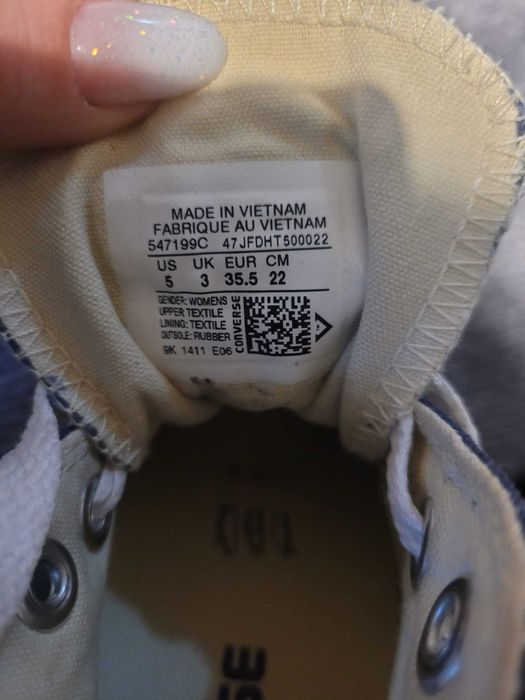 MADE IN VIETNAM
FABRIQUE AU VIETNAM
547199C 47JFDHT500022
US UK EUR CM
5 3 35.5 22
GENDER: WOMENS
UPPER TEXTILE
LINING: TEXTILE
OUTSOLE: RUBBER
CONVERSE
9K 1411 E06
SE